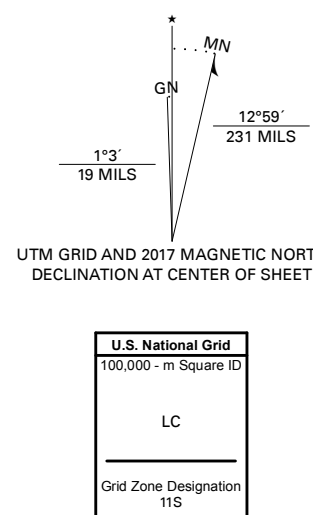 MN
GN
12°59´
231 MILS
1°3´
19 MILS
UTM GRID AND 2017 MAGNETIC NORT
DECLINATION AT CENTER OF SHEET
U.S. National Grid
100,000 - m Square ID
LC
Grid Zone Designation
11S